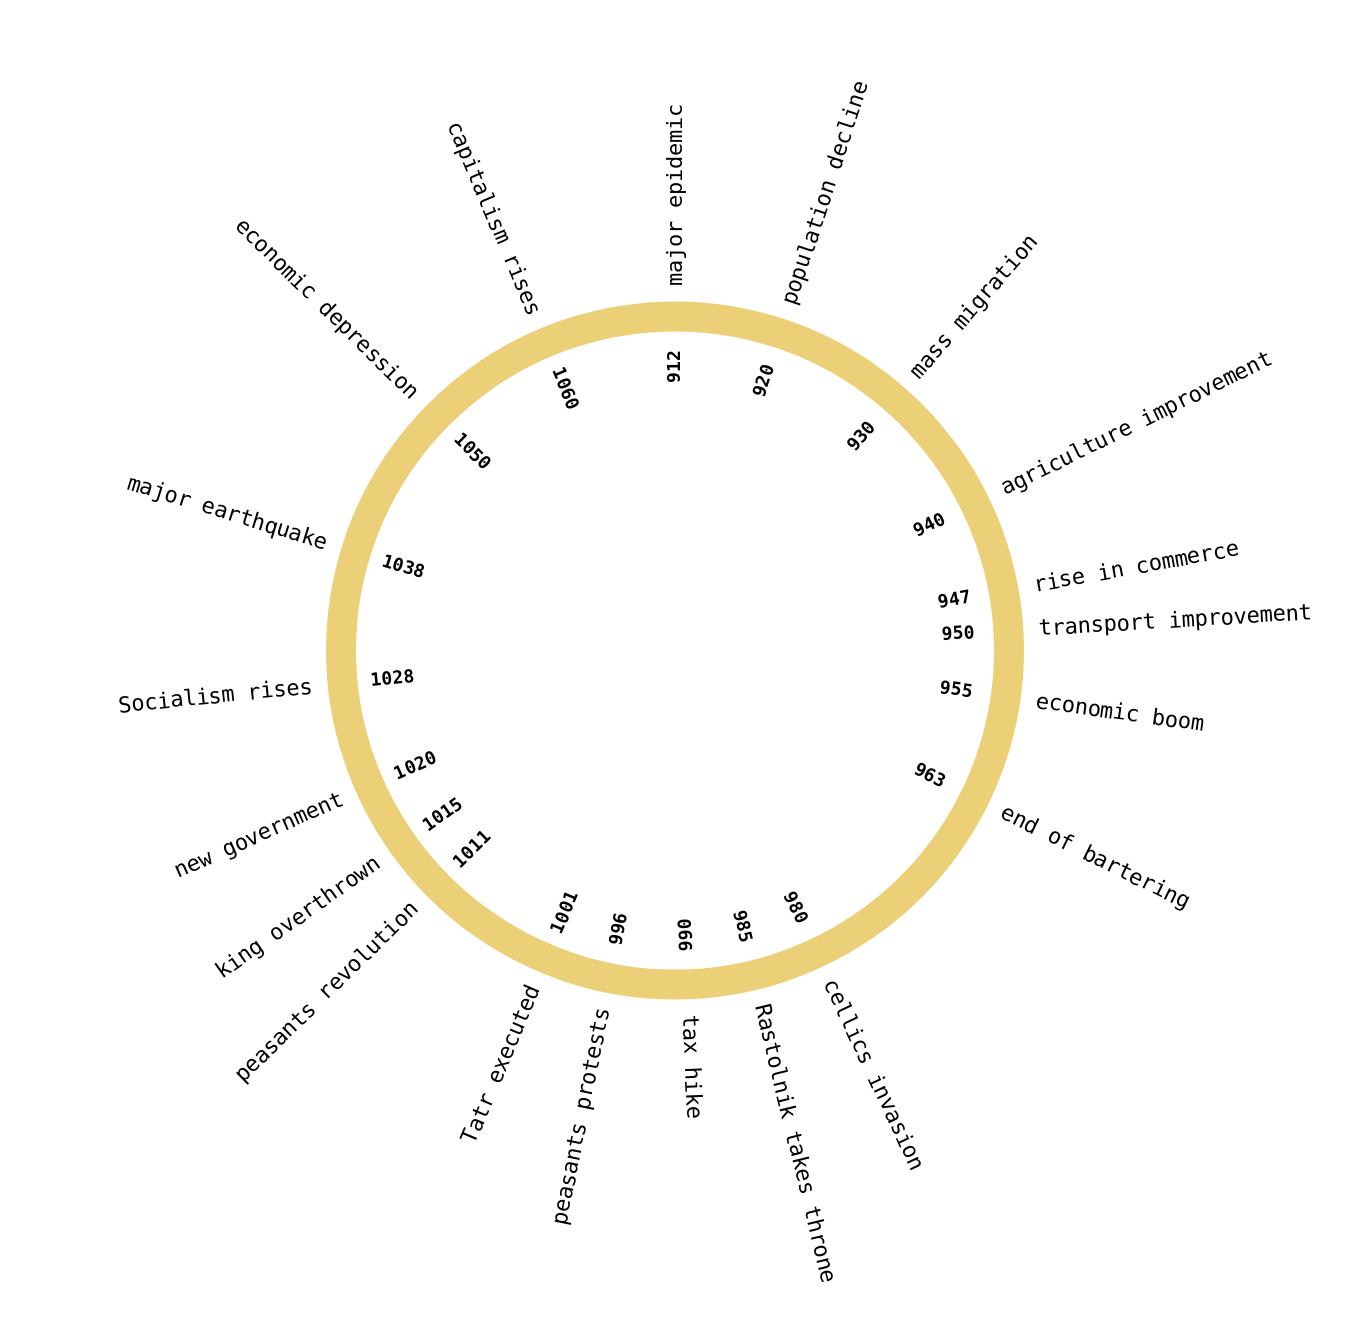 major epidemic
912
population decline
920
mass migration
930
agriculture improvement
940
rise in commerce
947
transport improvement
950
economic boom
955
end of bartering
963
cellics invasion
980
Rastolnik takes throne
985
tax hike
990
peasants protests
996
Tatr executed
1001
peasants revolution
1011
king overthrown
1015
new government
1020
Socialism rises
1028
major earthquake
1038
economic depression
1050
capitalism rises
1060